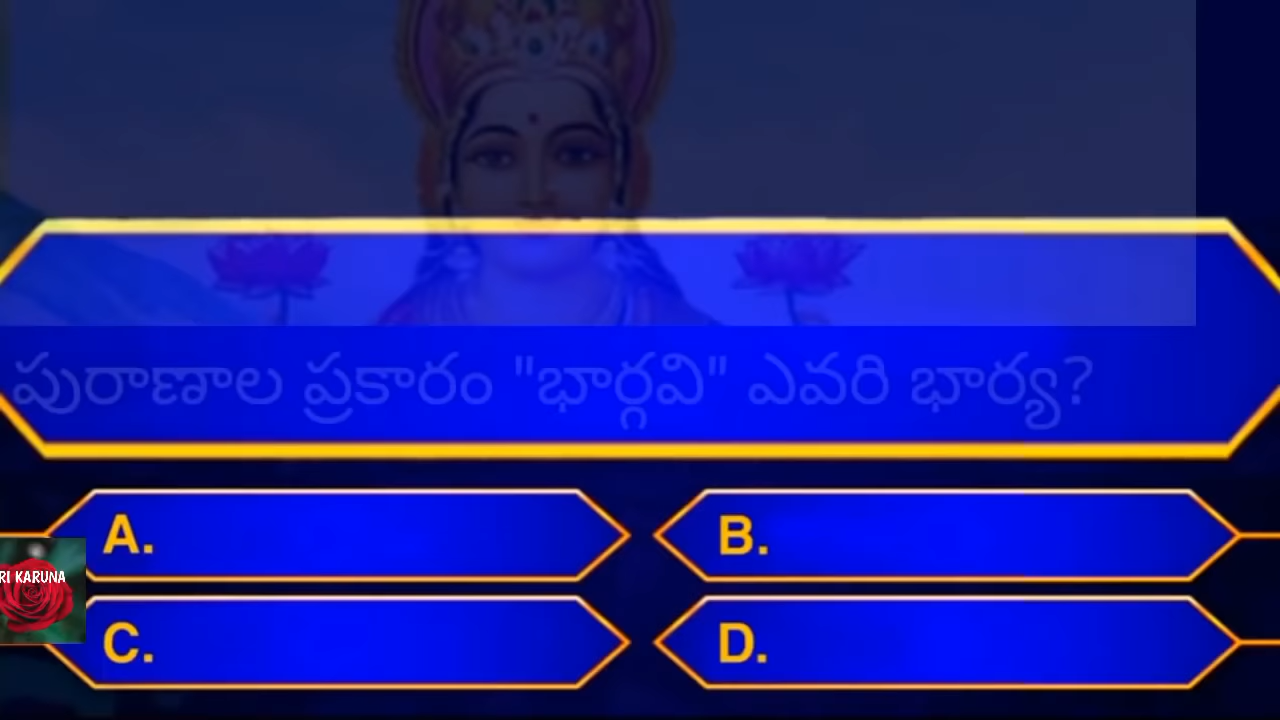 పురాణాల ప్రకారం "భార్గవి" ఎవరి భార్య?
A.
B.
RI KARUNA
C.
D.